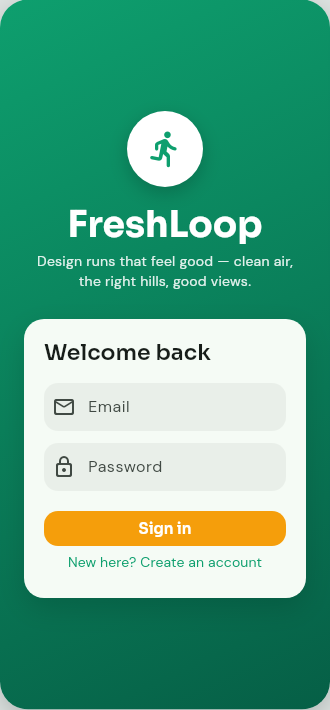 FreshLoop
Design runs that feel good — clean air,
the right hills, good views.
Welcome back
Email
Password
Sign in
New here? Create an account